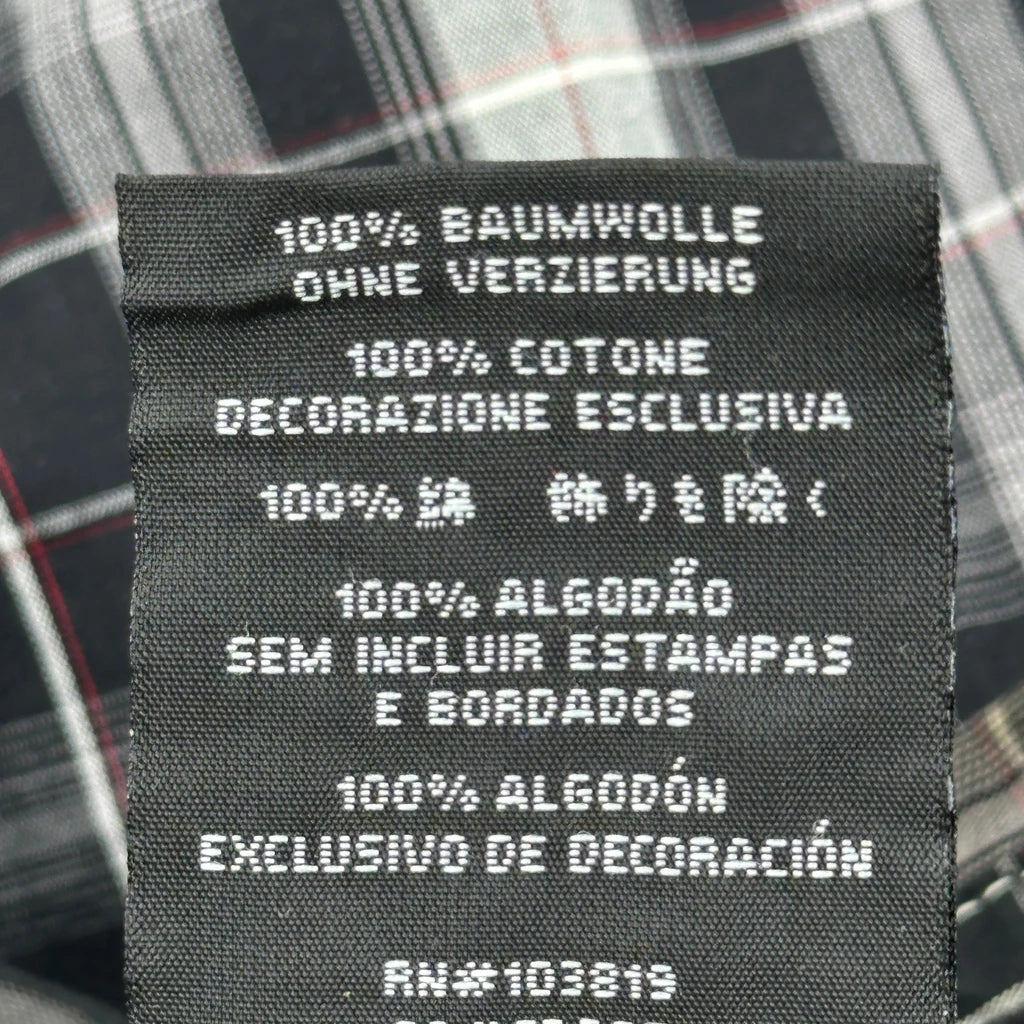 100% BAUMWOLLE
OHNE VERZIERUNG
100% COTONE
DECORAZIONE ESCLUSIVA
100% 綿 飾りを除く
100% ALGODÃO
SEM INCLUIR ESTAMPAS
E BORDADOS
100% ALGODÓN
EXCLUSIVO DE DECORACIÓN
RN#103819